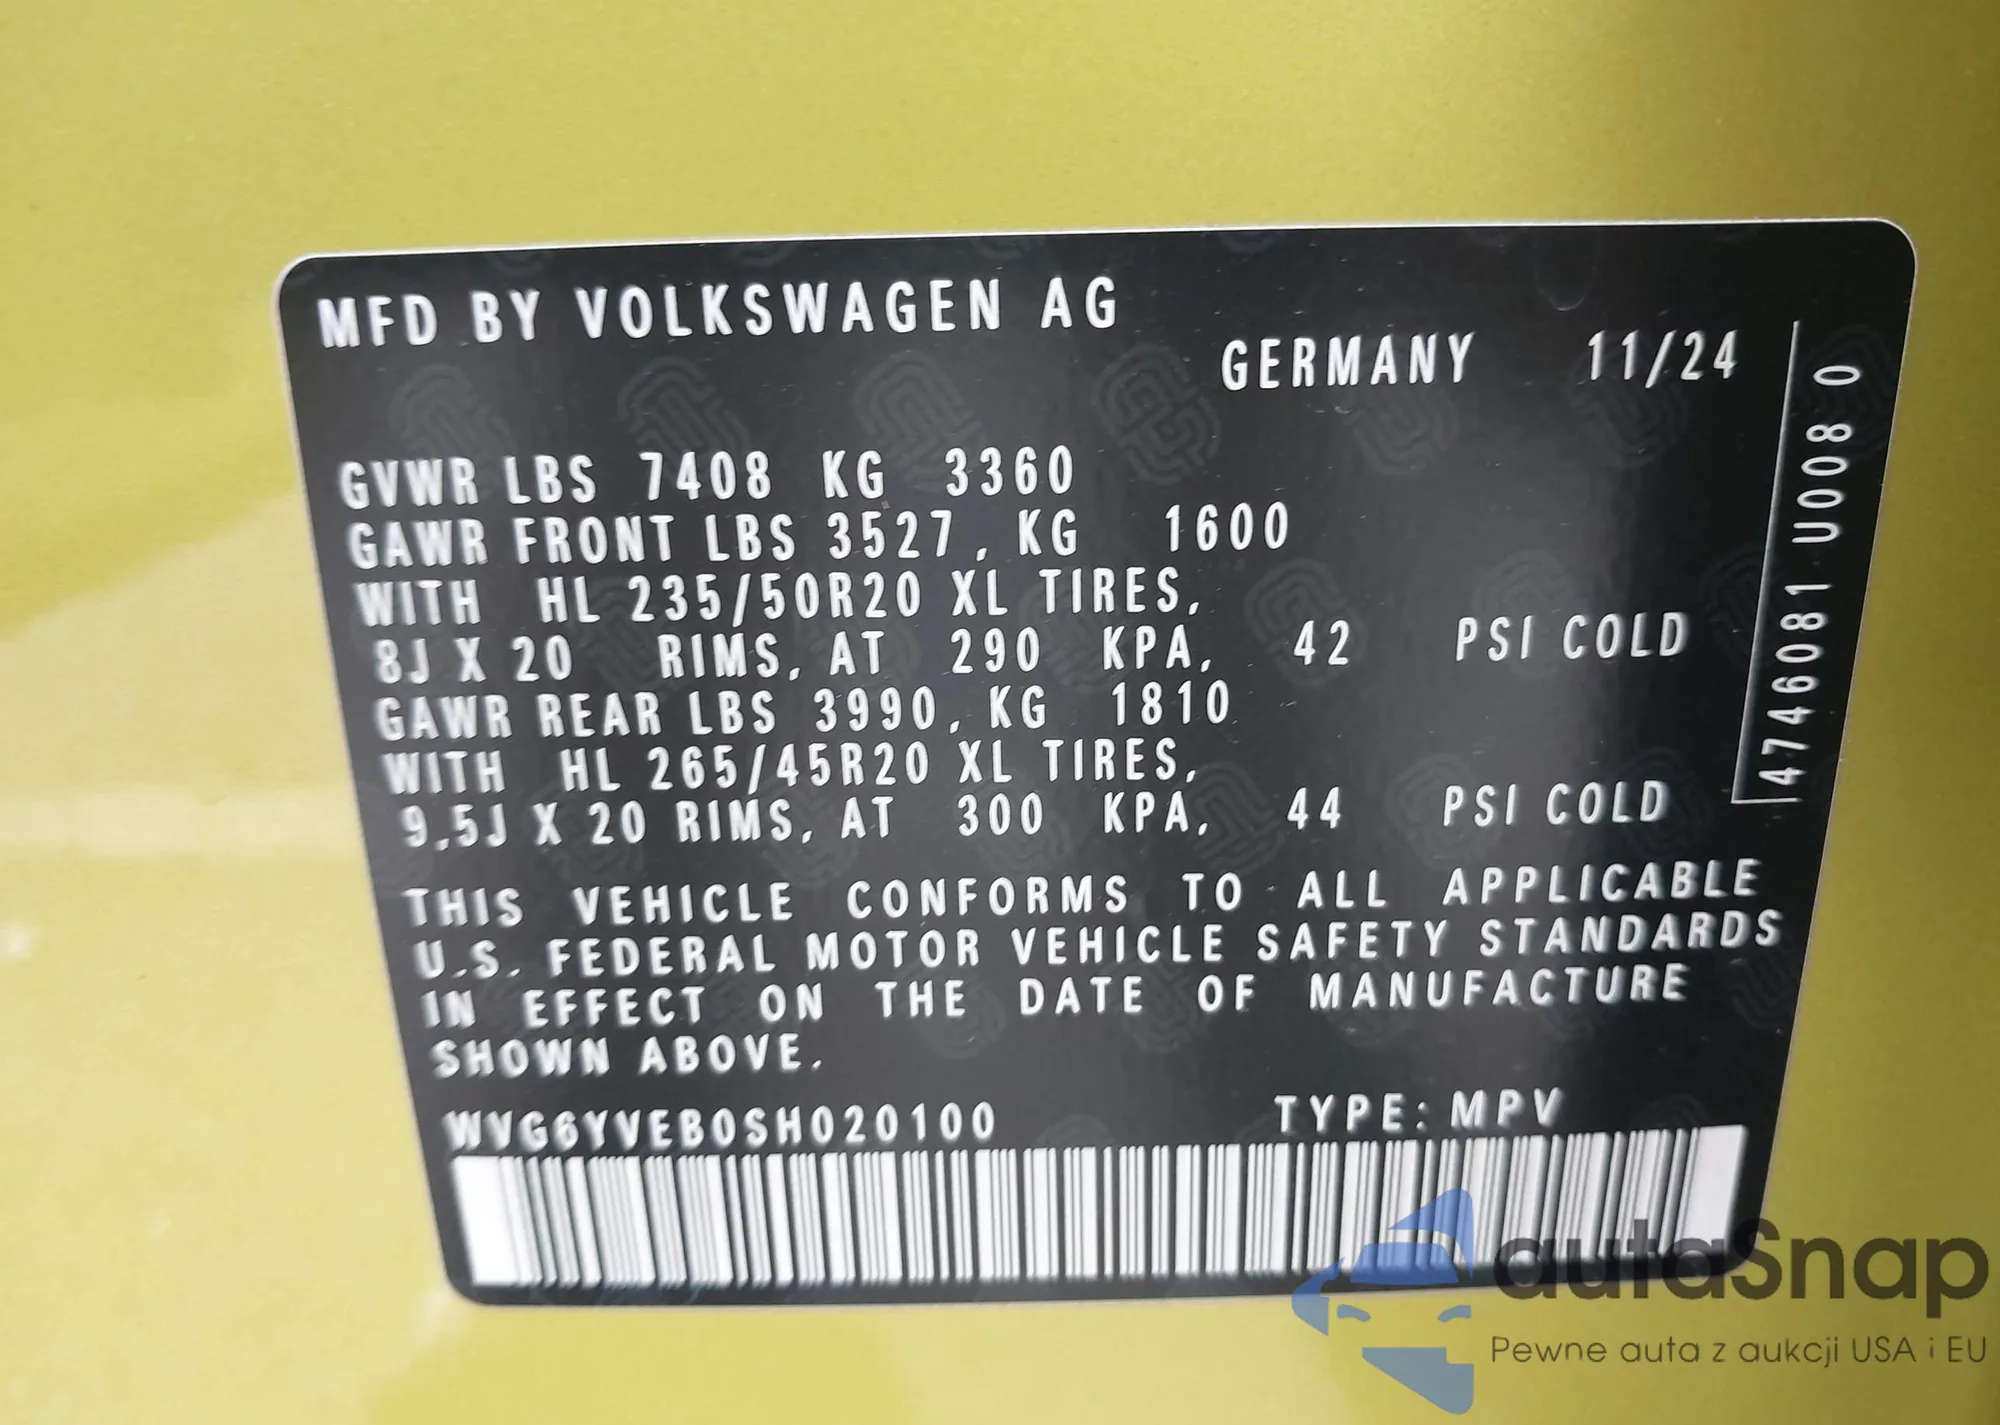 MFD BY VOLKSWAGEN AG
GERMANY 11/24
GVWR LBS 7408 KG 3360
GAWR FRONT LBS 3527, KG 1600
WITH HL 235/50R20 XL TIRES,
8J X 20 RIMS, AT 290 KPA, 42 PSI COLD
GAWR REAR LBS 3990, KG 1810
WITH HL 265/45R20 XL TIRES,
9,5J X 20 RIMS, AT 300 KPA, 44 PSI COLD
THIS VEHICLE CONFORMS TO ALL APPLICABLE
U.S. FEDERAL MOTOR VEHICLE SAFETY STANDARDS
IN EFFECT ON THE DATE OF MANUFACTURE
SHOWN ABOVE.
WVG6YVEB0SH020100 TYPE: MPV
4746081 U008 0
autaSnap
Pewne auta z aukcji USA i EU